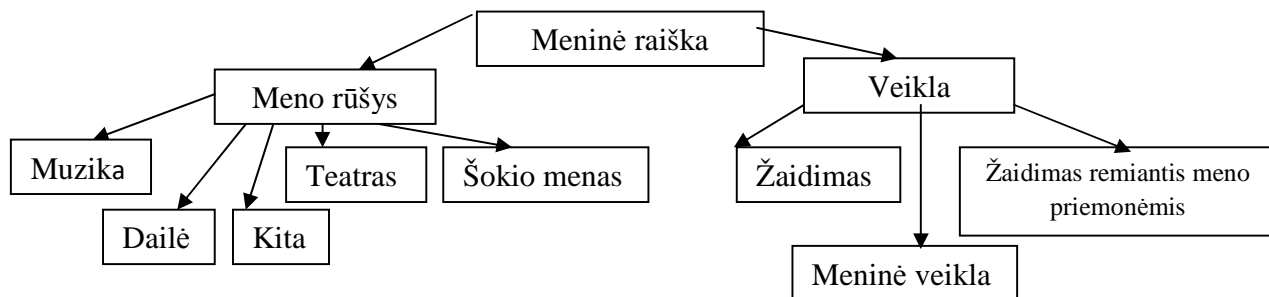 Meninė raiška
Meno rūšys
Veikla
Muzika
Teatras
Šokio menas
Žaidimas
Žaidimas remiantis meno
priemonėmis
Dailė
Kita
Meninė veikla